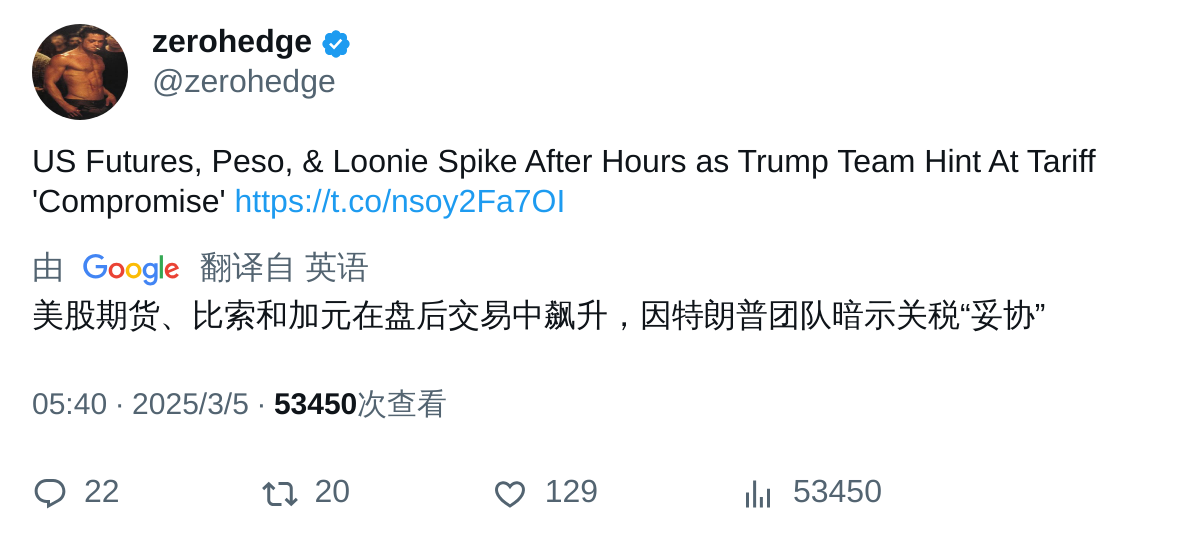 zerohedge
@zerohedge
US Futures, Peso, & Loonie Spike After Hours as Trump Team Hint At Tariff
'Compromise' https://t.co/nsoy2Fa7OI
由 Google 翻译自 英语
美股期货、比索和加元在盘后交易中飙升，因特朗普团队暗示关税“妥协”
05:40 · 2025/3/5 · 53450次查看
22 20 129 53450